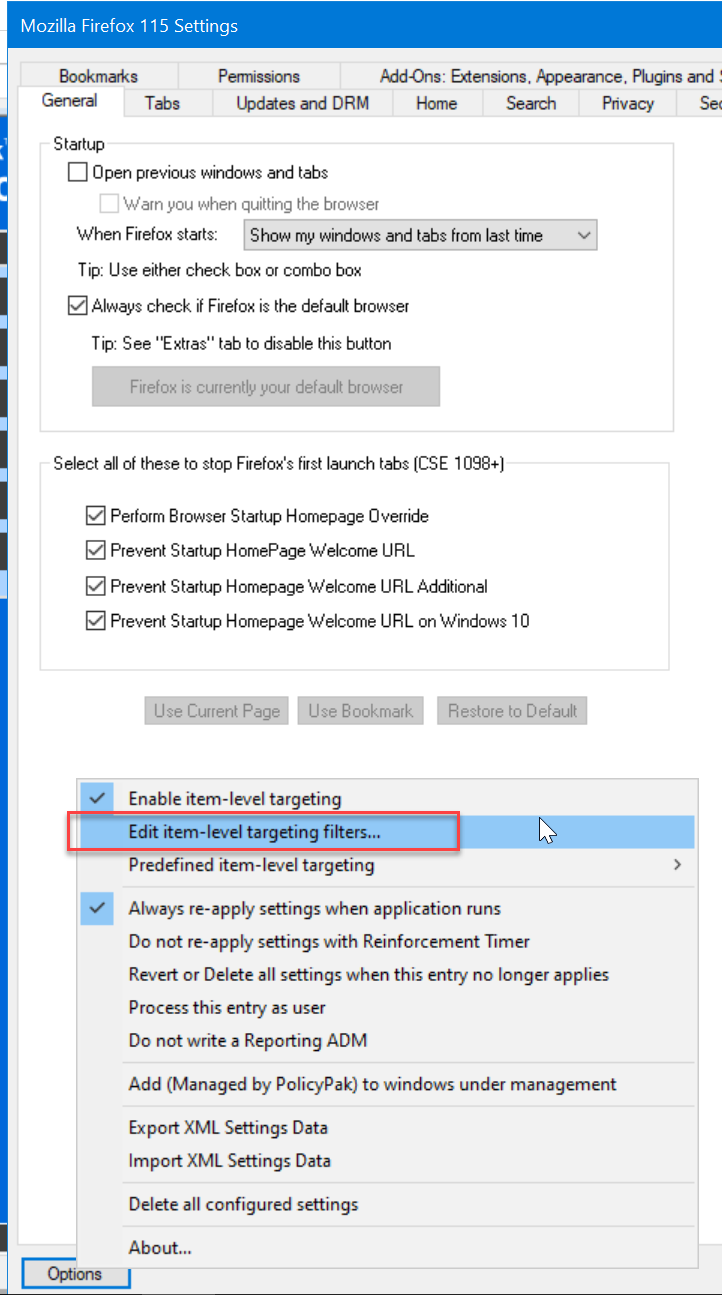 Mozilla Firefox 115 Settings
Bookmarks Permissions Add-Ons: Extensions, Appearance, Plugins and S
General Tabs Updates and DRM Home Search Privacy Sec
Startup
Open previous windows and tabs
Warn you when quitting the browser
When Firefox starts: Show my windows and tabs from last time
Tip: Use either check box or combo box
Always check if Firefox is the default browser
Tip: See "Extras" tab to disable this button
Firefox is currently your default browser
Select all of these to stop Firefox's first launch tabs (CSE 1098+)
Perform Browser Startup Homepage Override
Prevent Startup HomePage Welcome URL
Prevent Startup Homepage Welcome URL Additional
Prevent Startup Homepage Welcome URL on Windows 10
Use Current Page Use Bookmark Restore to Default
Enable item-level targeting
Edit item-level targeting filters...
Predefined item-level targeting
Always re-apply settings when application runs
Do not re-apply settings with Reinforcement Timer
Revert or Delete all settings when this entry no longer applies
Process this entry as user
Do not write a Reporting ADM
Add (Managed by PolicyPak) to windows under management
Export XML Settings Data
Import XML Settings Data
Delete all configured settings
About...
Options